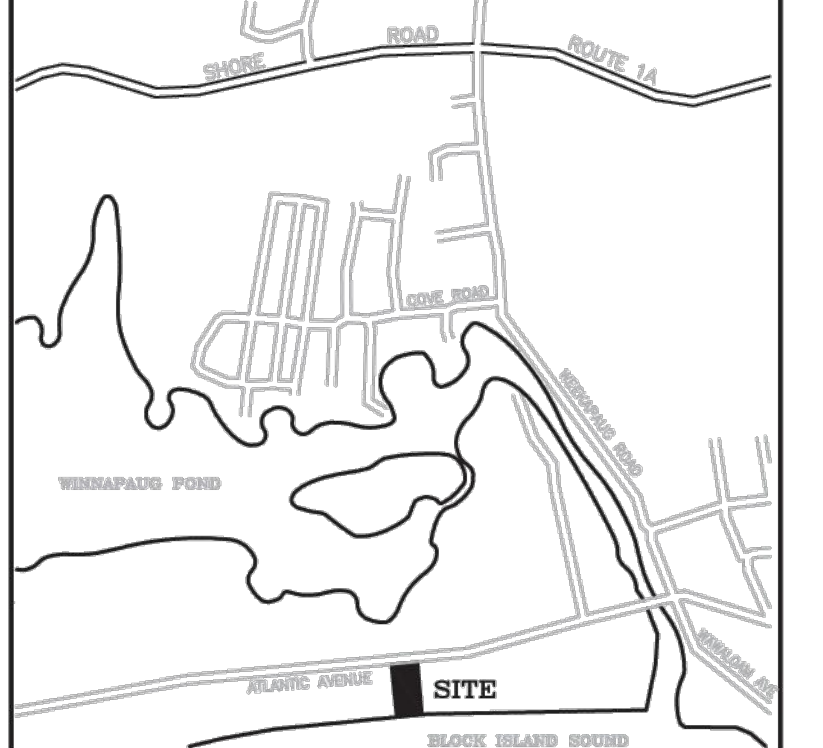 SHORE ROAD ROUTE 1A
COVE ROAD
WEEKAPAUG ROAD
WINNAPAUG POND
WAWALOAM AVE
ATLANTIC AVENUE
SITE
BLOCK ISLAND SOUND